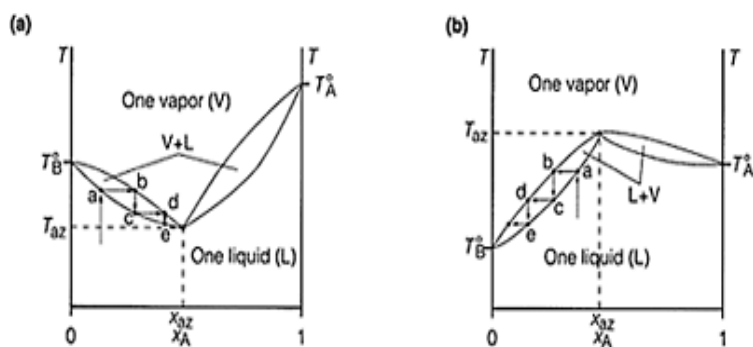 (a)
T
T
One vapor (V)
T°A
V+L
T°B
a
b
c
d
e
Taz
One liquid (L)
xaz
0
xA
1
(b)
T
T
One vapor (V)
Taz
b
a
T°A
d
c
L+V
e
T°B
One liquid (L)
xaz
0
xA
1